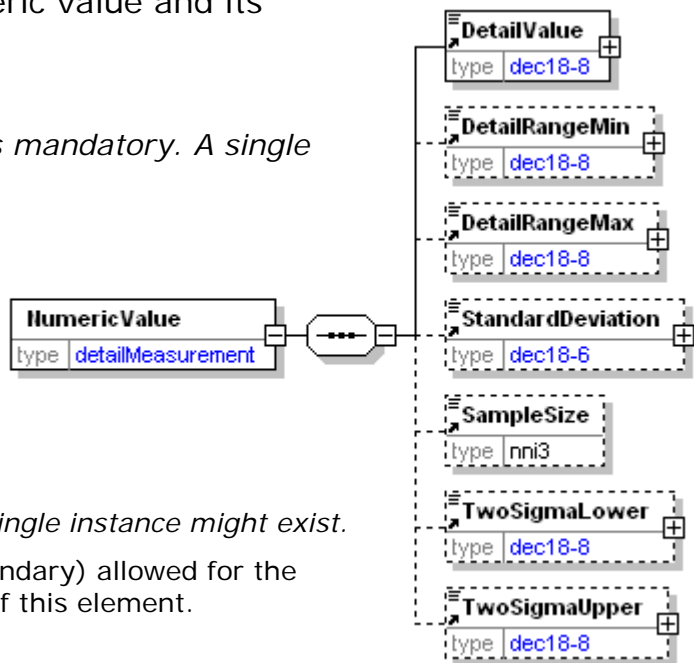 eric value and its
s mandatory. A single
NumericValue
type detailMeasurement
DetailValue
type dec18-8
DetailRangeMin
type dec18-8
DetailRangeMax
type dec18-8
StandardDeviation
type dec18-6
SampleSize
type nni3
TwoSigmaLower
type dec18-8
TwoSigmaUpper
type dec18-8
ingle instance might exist.
ndary) allowed for the
f this element.